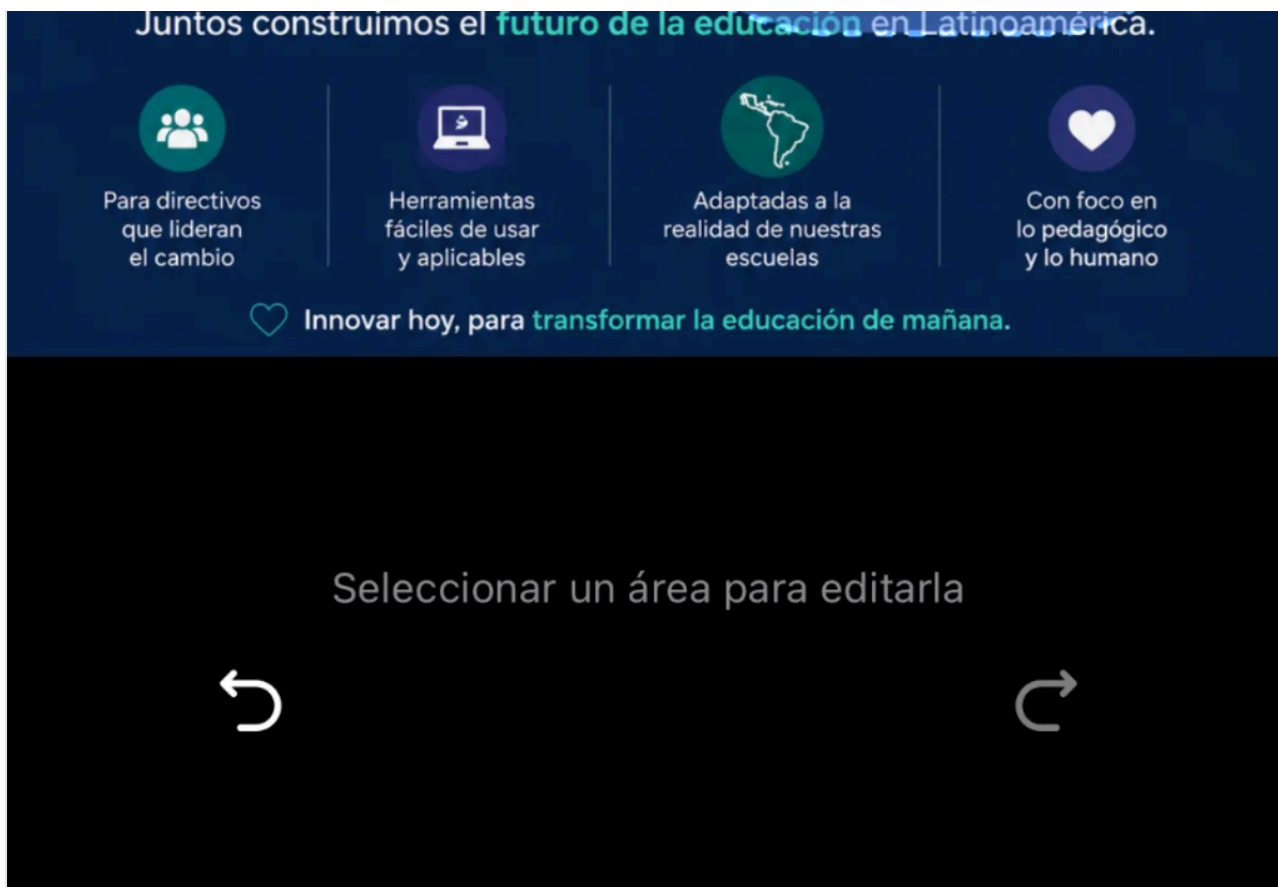 Juntos construimos el futuro de la educación en Latinoamérica.
Para directivos
que lideran
el cambio
Herramientas
fáciles de usar
y aplicables
Adaptadas a la
realidad de nuestras
escuelas
Con foco en
lo pedagógico
y lo humano
Innovar hoy, para transformar la educación de mañana.
Seleccionar un área para editarla